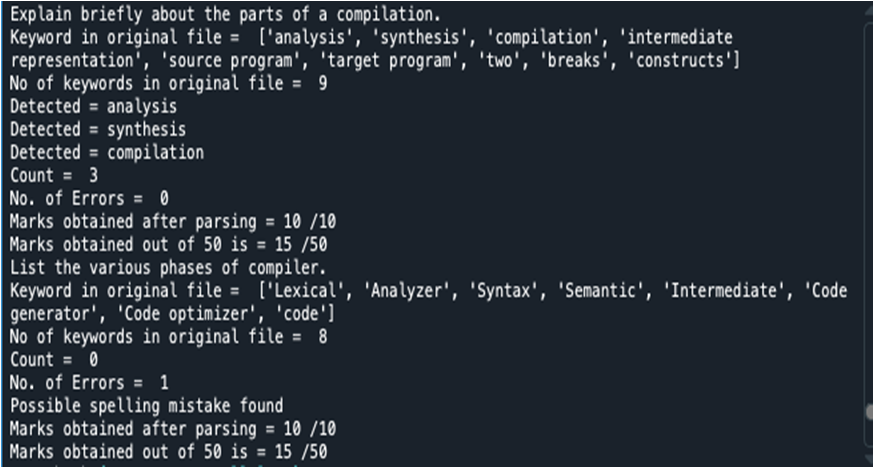 Explain briefly about the parts of a compilation.
Keyword in original file =  ['analysis', 'synthesis', 'compilation', 'intermediate
representation', 'source program', 'target program', 'two', 'breaks', 'constructs']
No of keywords in original file =  9
Detected = analysis
Detected = synthesis
Detected = compilation
Count =  3
No. of Errors =  0
Marks obtained after parsing = 10 /10
Marks obtained out of 50 is = 15 /50
List the various phases of compiler.
Keyword in original file =  ['Lexical', 'Analyzer', 'Syntax', 'Semantic', 'Intermediate', 'Code
generator', 'Code optimizer', 'code']
No of keywords in original file =  8
Count =  0
No. of Errors =  1
Possible spelling mistake found
Marks obtained after parsing = 10 /10
Marks obtained out of 50 is = 15 /50